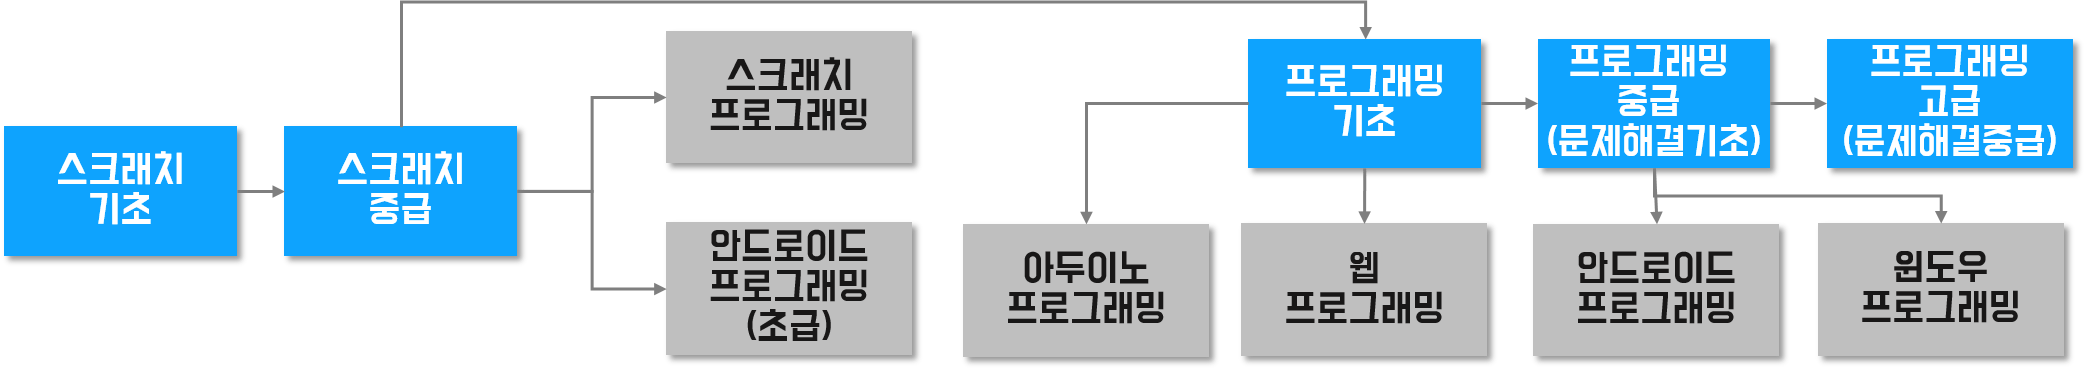 스크래치
기초
스크래치
중급
스크래치
프로그래밍
안드로이드
프로그래밍
(초급)
프로그래밍
기초
프로그래밍
중급
(문제해결기초)
프로그래밍
고급
(문제해결중급)
아두이노
프로그래밍
웹
프로그래밍
안드로이드
프로그래밍
윈도우
프로그래밍